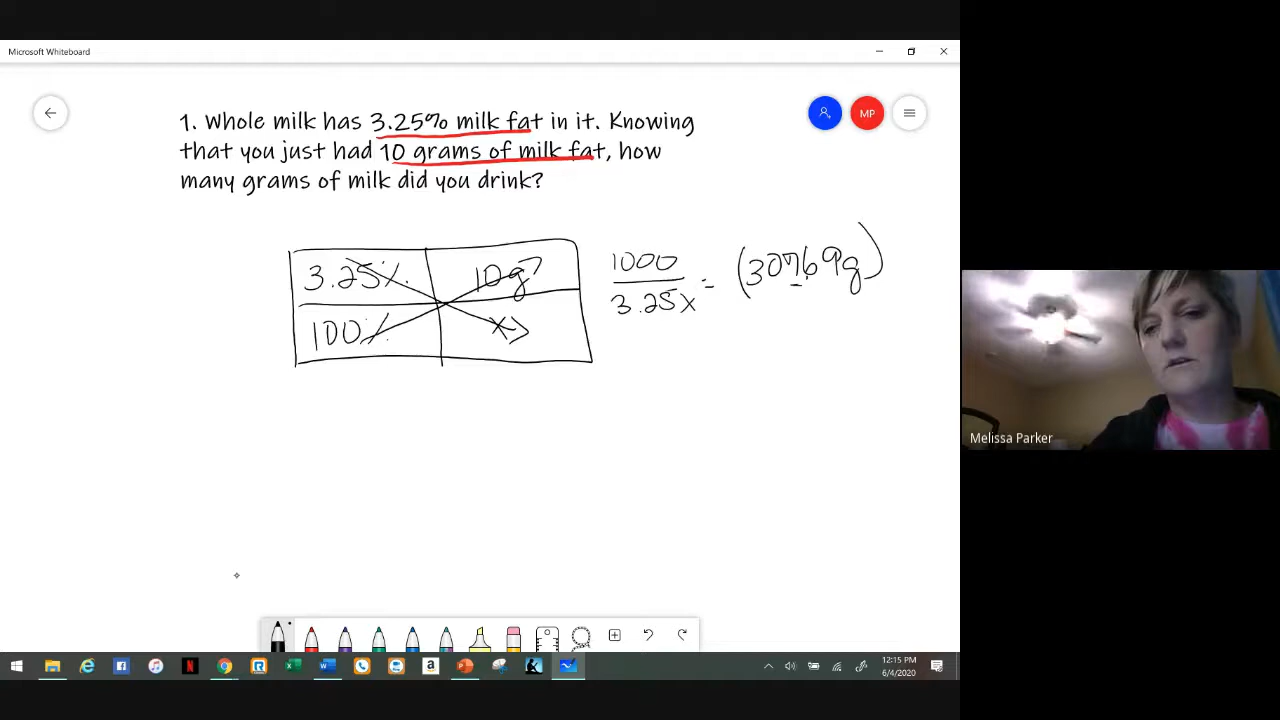 Microsoft Whiteboard
MP
1. Whole milk has 3.25% milk fat in it. Knowing
that you just had 10 grams of milk fat, how
many grams of milk did you drink?
3.25% 10g
100% x
1000
3.25x = (307.69g)
Melissa Parker
12:15 PM
6/4/2020